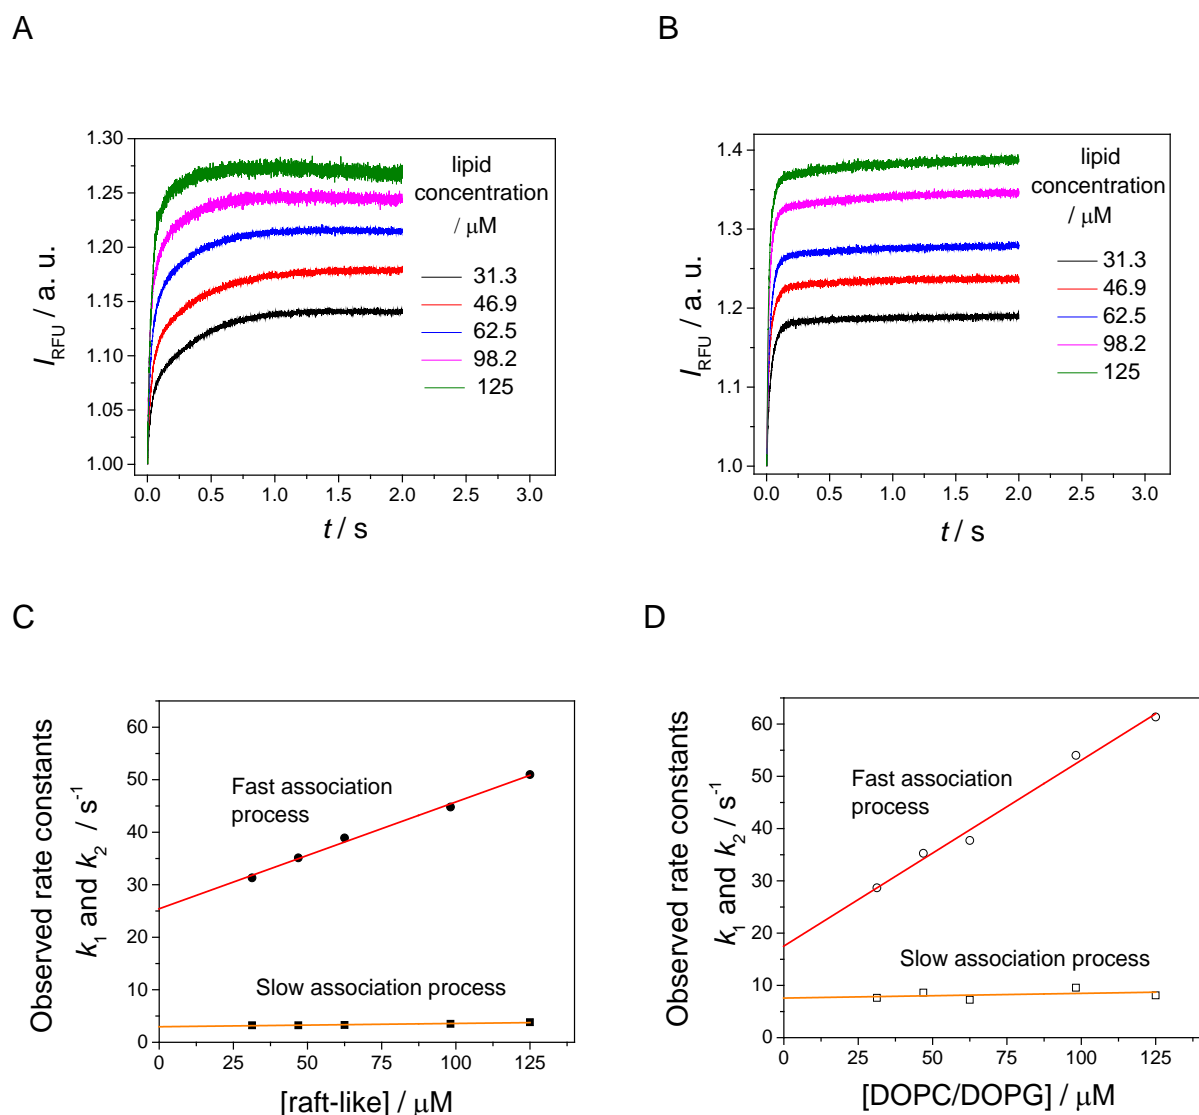 A
B
1.30
1.25
1.20
1.15
1.10
1.05
1.00
I_RFU / a. u.
0.0 0.5 1.0 1.5 2.0 2.5 3.0
t / s
lipid
concentration
/ μM
31.3
46.9
62.5
98.2
125
1.4
1.3
1.2
1.1
1.0
I_RFU / a. u.
0.0 0.5 1.0 1.5 2.0 2.5 3.0
t / s
lipid
concentration
/ μM
31.3
46.9
62.5
98.2
125
C
D
60
50
40
30
20
10
0
Observed rate constants
k₁ and k₂ / s⁻¹
Fast association
process
Slow association process
0 25 50 75 100 125
[raft-like] / μM
60
50
40
30
20
10
0
Observed rate constants
k₁ and k₂ / s⁻¹
Fast association
process
Slow association process
0 25 50 75 100 125
[DOPC/DOPG] / μM